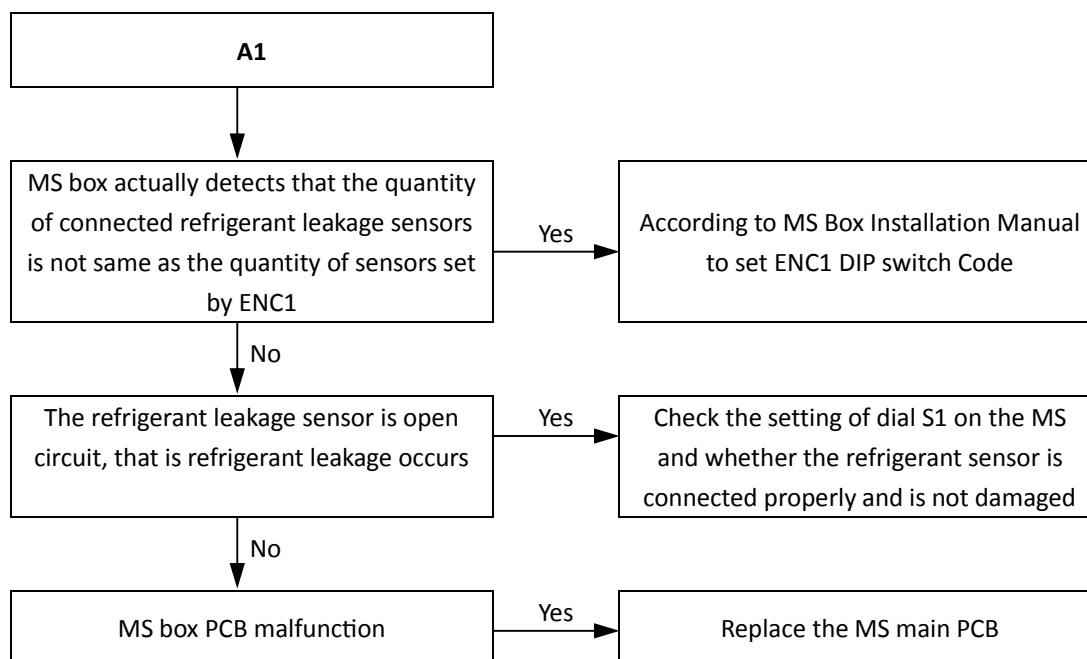 A1
MS box actually detects that the quantity
of connected refrigerant leakage sensors
is not same as the quantity of sensors set
by ENC1
Yes
According to MS Box Installation Manual
to set ENC1 DIP switch Code
No
The refrigerant leakage sensor is open
circuit, that is refrigerant leakage occurs
Yes
Check the setting of dial S1 on the MS
and whether the refrigerant sensor is
connected properly and is not damaged
No
MS box PCB malfunction
Yes
Replace the MS main PCB